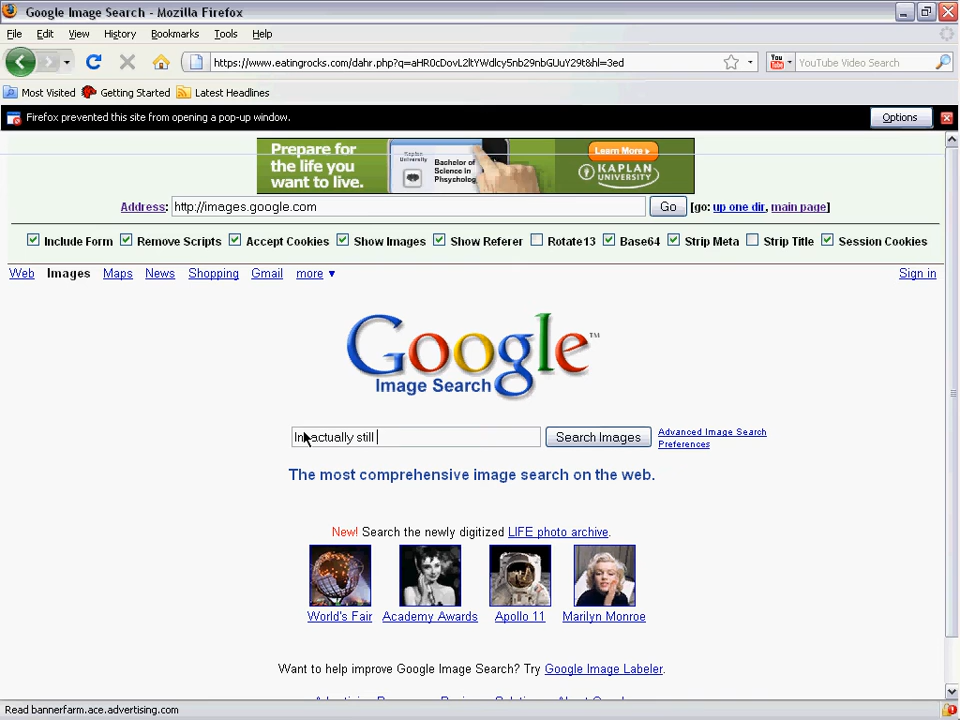 Google Image Search - Mozilla Firefox
File Edit View History Bookmarks Tools Help
https://www.eatingrocks.com/dahr.php?q=aHR0cDovL2ltYWdlcy5nb29nbGUuY29t&hl=3ed
You Tube YouTube Video Search
Most Visited Getting Started Latest Headlines
Firefox prevented this site from opening a pop-up window. Options
Prepare for
the life you
want to live.
Kaplan University
Bachelor of
Science in
Phsycology
Learn More
KAPLAN
UNIVERSITY
Address: http://images.google.com Go [go: up one dir, main page]
Include Form Remove Scripts Accept Cookies Show Images Show Referer Rotate13 Base64 Strip Meta Strip Title Session Cookies
Web Images Maps News Shopping Gmail more ▼ Sign in
Google™
Image Search
actually still Search Images Advanced Image Search
Preferences
The most comprehensive image search on the web.
New! Search the newly digitized LIFE photo archive.
World's Fair Academy Awards Apollo 11 Marilyn Monroe
Want to help improve Google Image Search? Try Google Image Labeler.
Read bannerfarm.ace.advertising.com